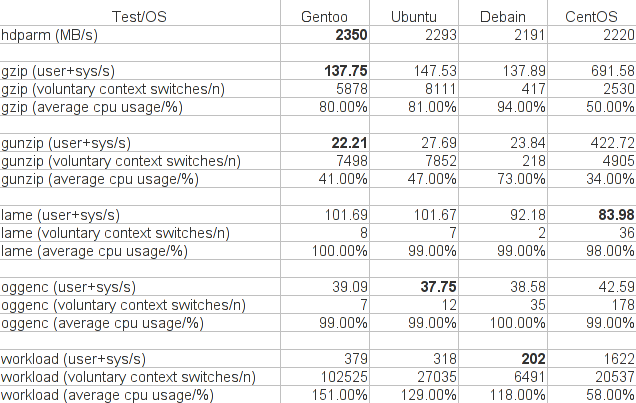 Test/OS Gentoo Ubuntu Debain CentOS
hdparm (MB/s) 2350 2293 2191 2220
gzip (user+sys/s) 137.75 147.53 137.89 691.58
gzip (voluntary context switches/n) 5878 8111 417 2530
gzip (average cpu usage/%) 80.00% 81.00% 94.00% 50.00%
gunzip (user+sys/s) 22.21 27.69 23.84 422.72
gunzip (voluntary context switches/n) 7498 7852 218 4905
gunzip (average cpu usage/%) 41.00% 47.00% 73.00% 34.00%
lame (user+sys/s) 101.69 101.67 92.18 83.98
lame (voluntary context switches/n) 8 7 2 36
lame (average cpu usage/%) 100.00% 99.00% 99.00% 98.00%
oggenc (user+sys/s) 39.09 37.75 38.58 42.59
oggenc (voluntary context switches/n) 7 12 35 178
oggenc (average cpu usage/%) 99.00% 99.00% 100.00% 99.00%
workload (user+sys/s) 379 318 202 1622
workload (voluntary context switches/n) 102525 27035 6491 20537
workload (average cpu usage/%) 151.00% 129.00% 118.00% 58.00%